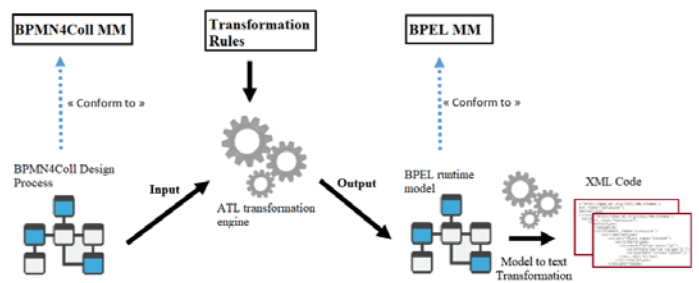 BPMN4Coll MM
Transformation
Rules
BPEL MM
« Conform to »
« Conform to »
BPMN4Coll Design
Process
Input
ATL transformation
engine
Output
BPEL runtime
model
XML Code
Model to text
Transformation